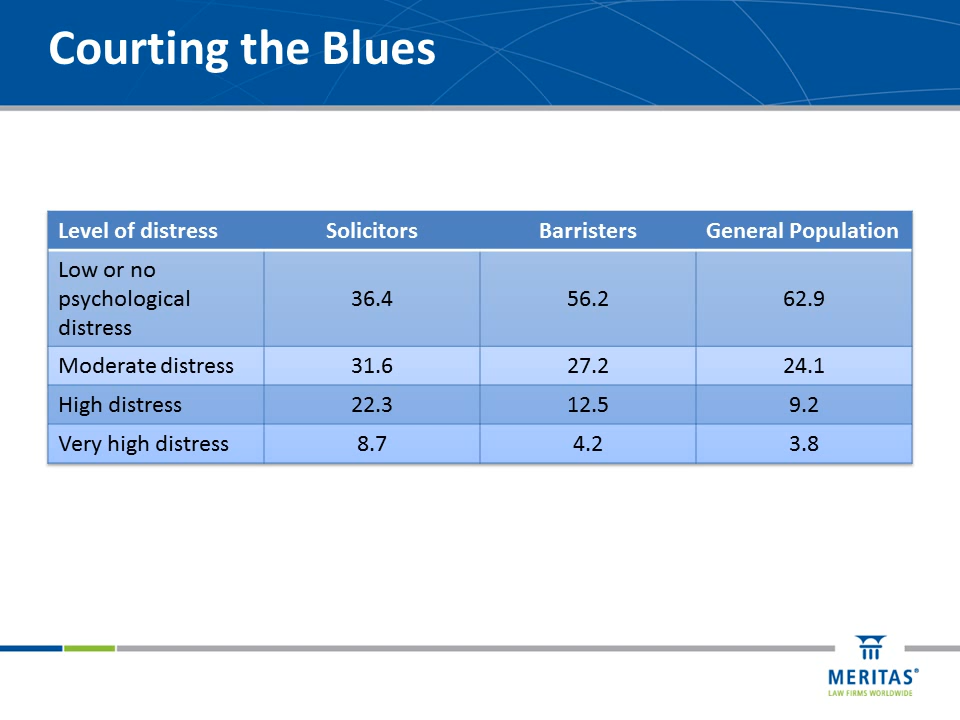 Courting the Blues
Level of distress Solicitors Barristers General Population
Low or no
psychological
distress
36.4 56.2 62.9
Moderate distress 31.6 27.2 24.1
High distress 22.3 12.5 9.2
Very high distress 8.7 4.2 3.8
MERITAS®
LAW FIRMS WORLDWIDE